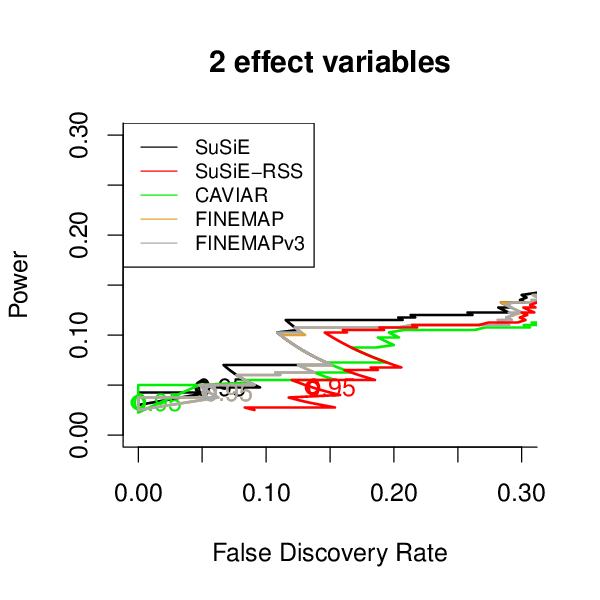 2 effect variables
Power
0.00
0.10
0.20
0.30
SuSiE
SuSiE−RSS
CAVIAR
FINEMAP
FINEMAPv3
0.95
0.00
0.10
0.20
0.30
False Discovery Rate